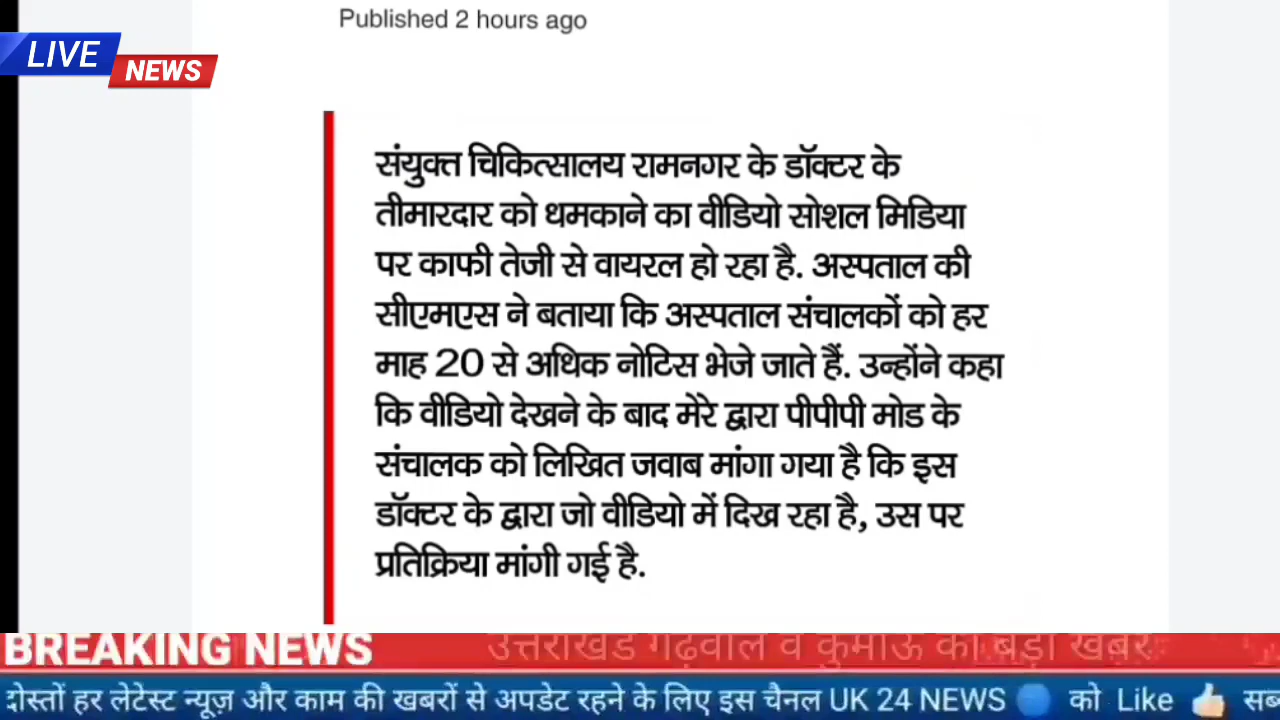 Published 2 hours ago
LIVE
NEWS
संयुक्त चिकित्सालय रामनगर के डॉक्टर के
तीमारदार को धमकाने का वीडियो सोशल मिडिया
पर काफी तेजी से वायरल हो रहा है. अस्पताल की
सीएमएस ने बताया कि अस्पताल संचालकों को हर
माह 20 से अधिक नोटिस भेजे जाते हैं. उन्होंने कहा
कि वीडियो देखने के बाद मेरे द्वारा पीपीपी मोड के
संचालक को लिखित जवाब मांगा गया है कि इस
डॉक्टर के द्वारा जो वीडियो में दिख रहा है, उस पर
प्रतिक्रिया मांगी गई है.
BREAKING NEWS
उत्तराखंड गढ़वाल व कुमाऊं की बड़ी खबरें
दोस्तों हर लेटेस्ट न्यूज़ और काम की खबरों से अपडेट रहने के लिए इस चैनल UK 24 NEWS 🔵 को Like 👍 सब